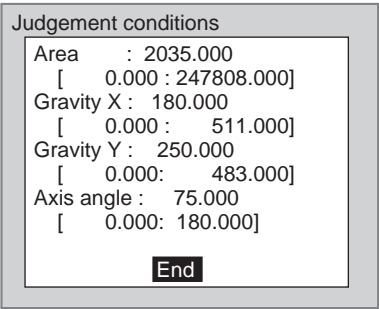 Judgement conditions
Area : 2035.000
[ 0.000 : 247808.000]
Gravity X : 180.000
[ 0.000 : 511.000]
Gravity Y : 250.000
[ 0.000: 483.000]
Axis angle : 75.000
[ 0.000: 180.000]
End